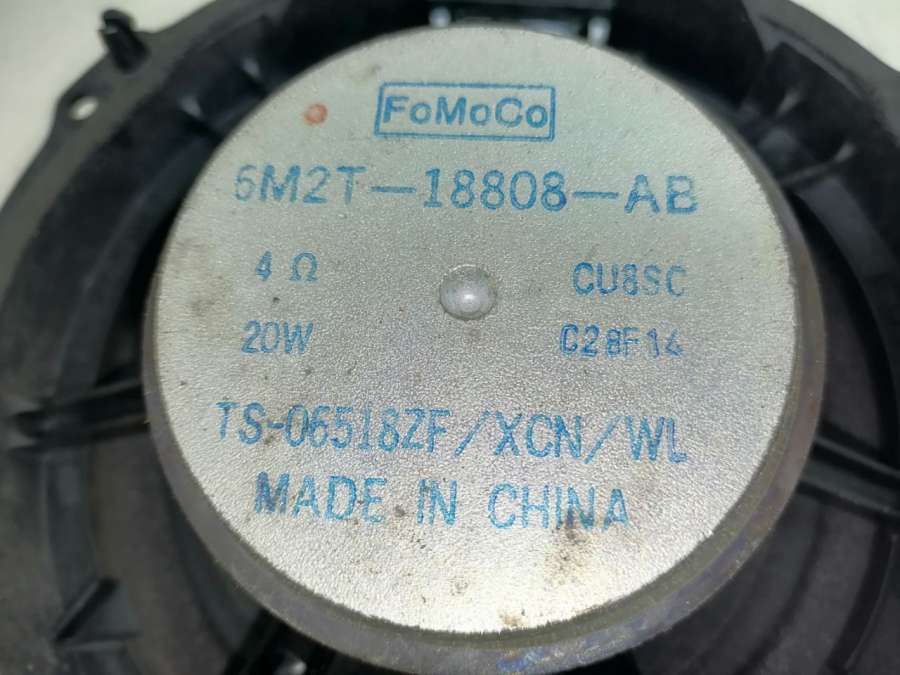 FoMoCo
6M2T-18808-AB
4 Ω CU8SC
20W C28F14
TS-06518ZF/XCN/WL
MADE IN CHINA